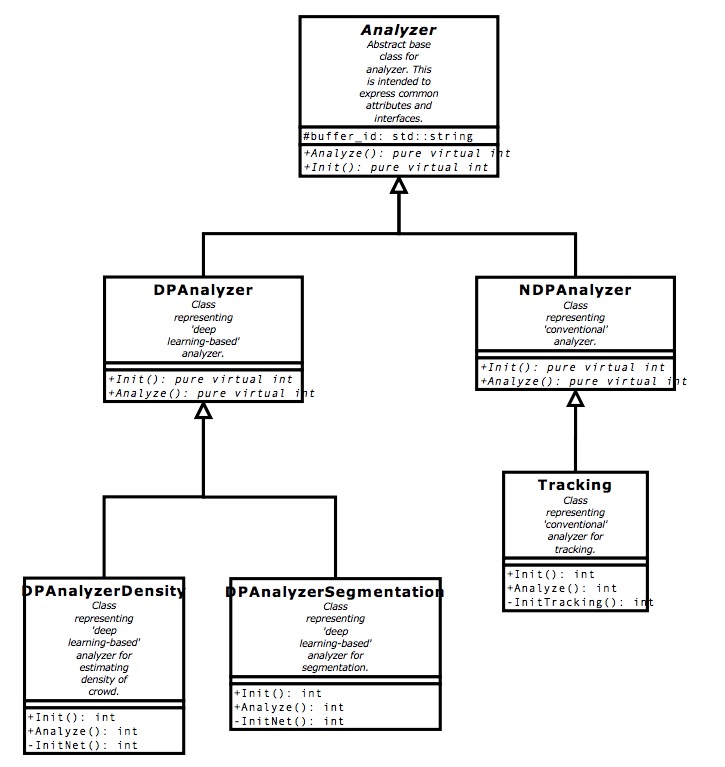 Analyzer
Abstract base
class for
analyzer. This
is intended to
express common
attributes and
interfaces.
#buffer_id: std::string
+Analyze(): pure virtual int
+Init(): pure virtual int
DPAnalyzer
Class
representing
'deep
learning-based'
analyzer.
+Init(): pure virtual int
+Analyze(): pure virtual int
NDPAnalyzer
Class
representing
'conventional'
analyzer.
+Init(): pure virtual int
+Analyze(): pure virtual int
Tracking
Class
representing
'conventional'
analyzer for
tracking.
+Init(): int
+Analyze(): int
-InitTracking(): int
DPAnalyzerDensity
Class
representing
'deep
learning-based'
analyzer for
estimating
density of
crowd.
+Init(): int
+Analyze(): int
-InitNet(): int
DPAnalyzerSegmentation
Class
representing
'deep
learning-based'
analyzer for
segmentation.
+Init(): int
+Analyze(): int
-InitNet(): int